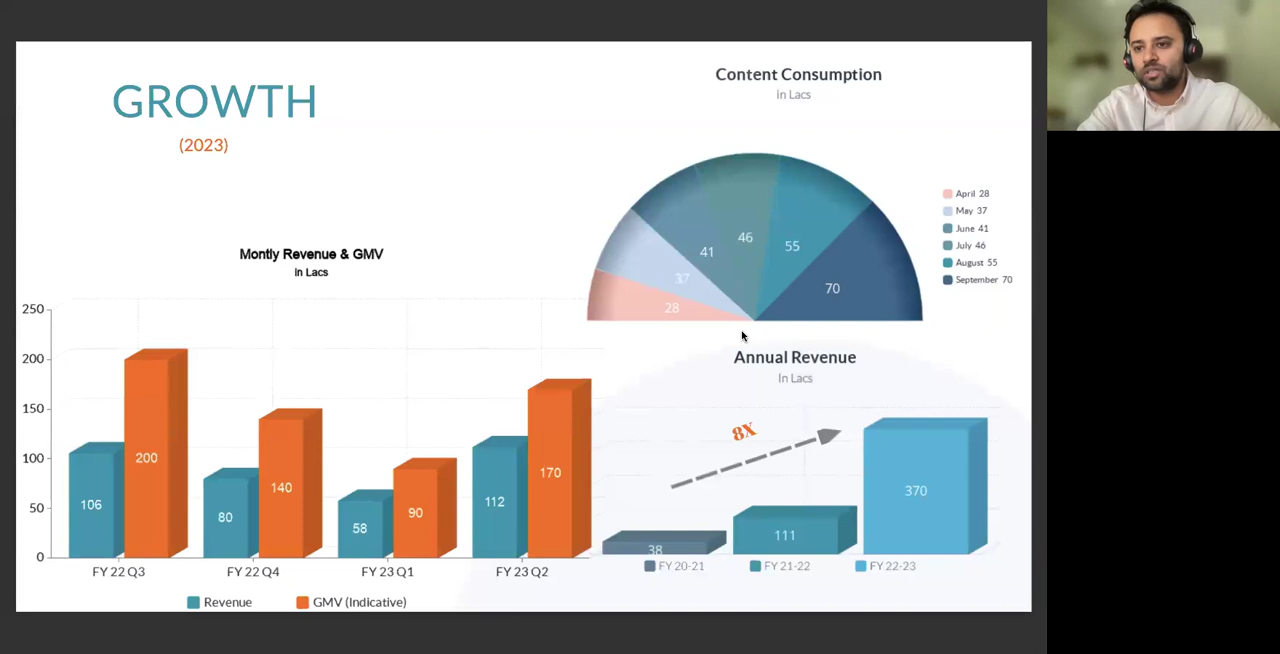 GROWTH
(2023)
Montly Revenue & GMV
in Lacs
250
200
150
100
50
0
106
200
80
140
58
90
112
170
FY 22 Q3
FY 22 Q4
FY 23 Q1
FY 23 Q2
Revenue
GMV (Indicative)
Content Consumption
in Lacs
28
37
41
46
55
70
April 28
May 37
June 41
July 46
August 55
September 70
Annual Revenue
In Lacs
8X
38
111
370
FY 20-21
FY 21-22
FY 22-23